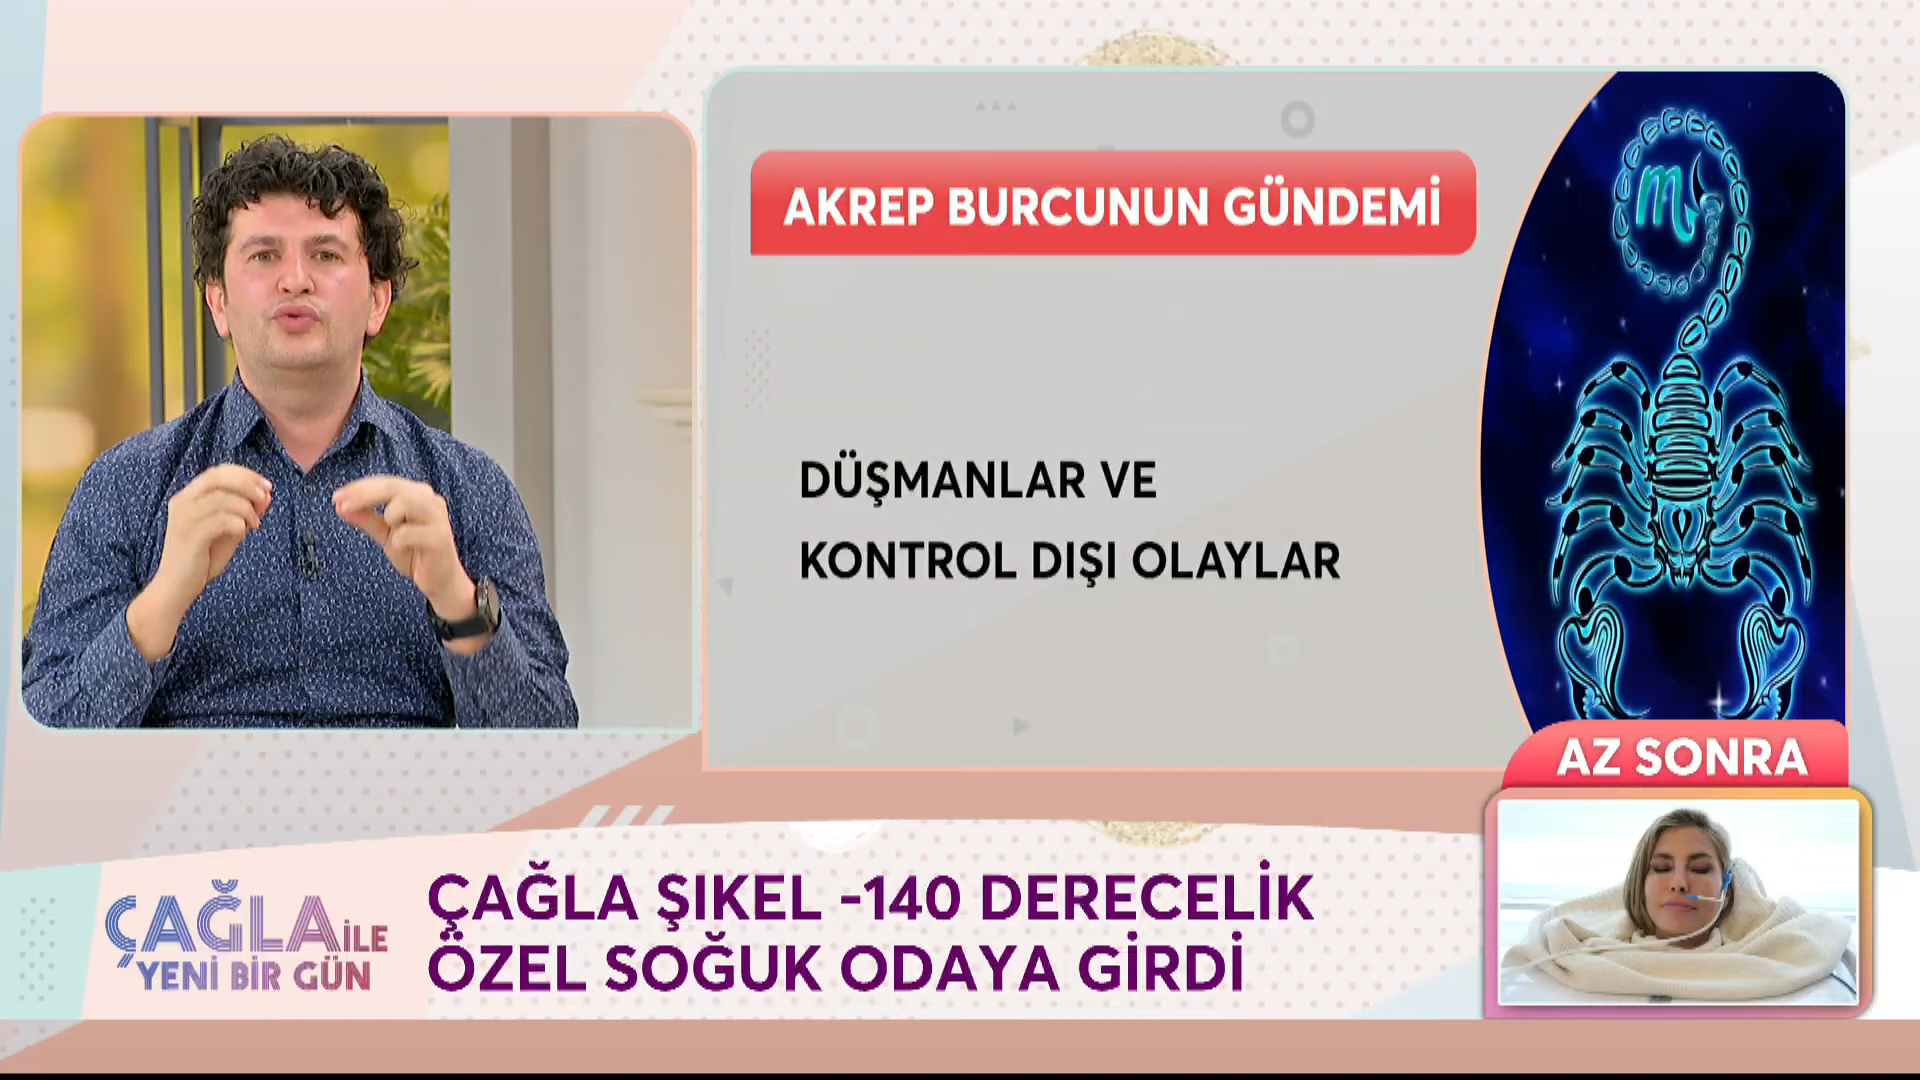 AKREP BURCUNUN GÜNDEMİ
DÜŞMANLAR VE
KONTROL DIŞI OLAYLAR
AZ SONRA
ÇAĞLA İLE
YENİ BİR GÜN
ÇAĞLA ŞIKEL -140 DERECELİK
ÖZEL SOĞUK ODAYA GİRDİ